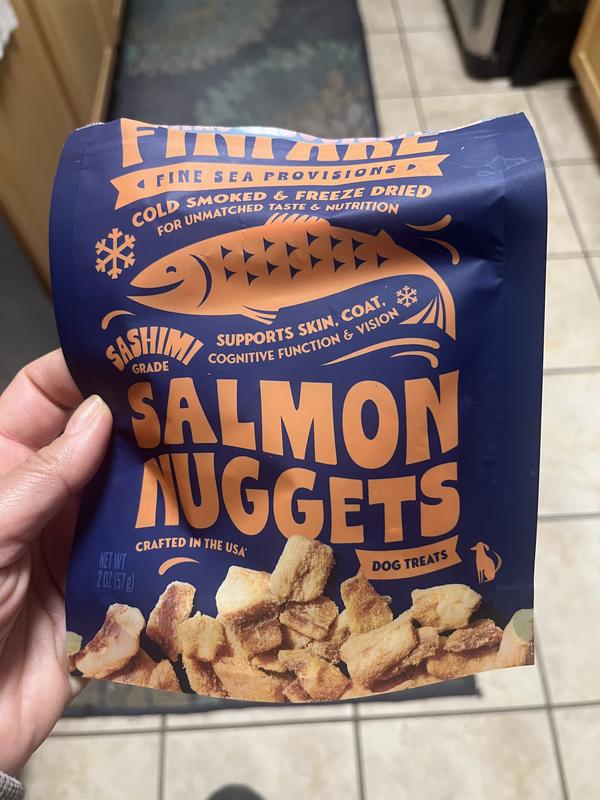 FINFARE
FINE SEA PROVISIONS
COLD SMOKED & FREEZE DRIED
FOR UNMATCHED TASTE & NUTRITION
SASHIMI
GRADE
SUPPORTS SKIN, COAT,
COGNITIVE FUNCTION & VISION
SALMON
NUGGETS
CRAFTED IN THE USA*
DOG TREATS
NET WT
2 OZ (57 g)